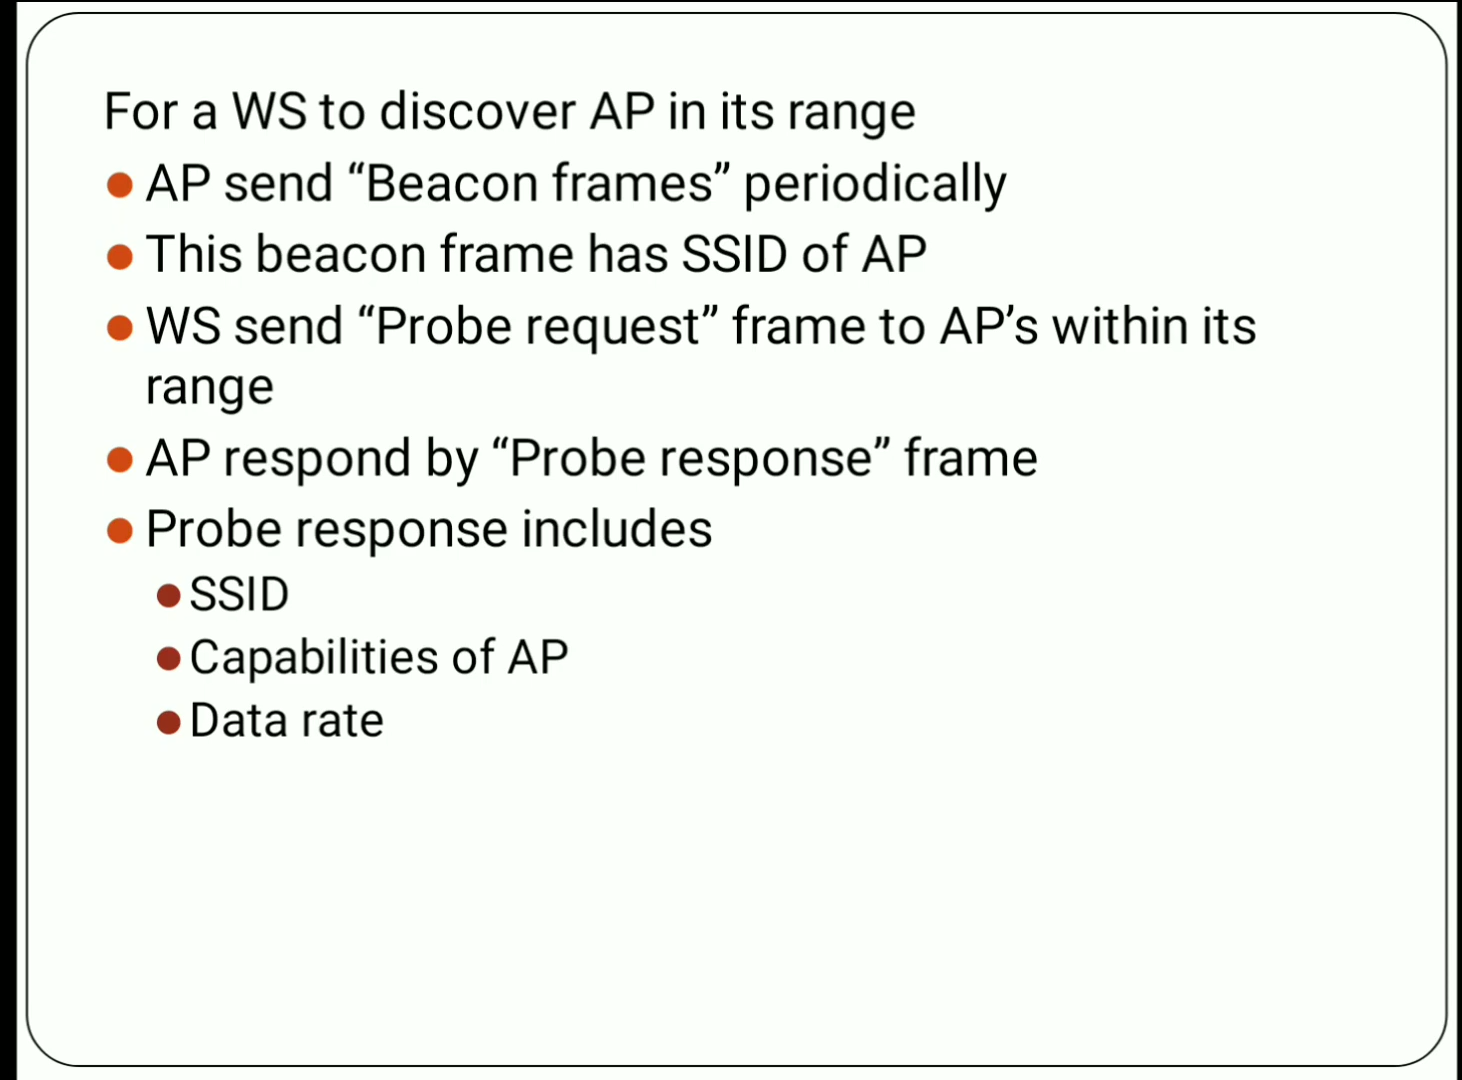 For a WS to discover AP in its range
● AP send “Beacon frames” periodically
● This beacon frame has SSID of AP
● WS send “Probe request” frame to AP’s within its
range
● AP respond by “Probe response” frame
● Probe response includes
● SSID
● Capabilities of AP
● Data rate